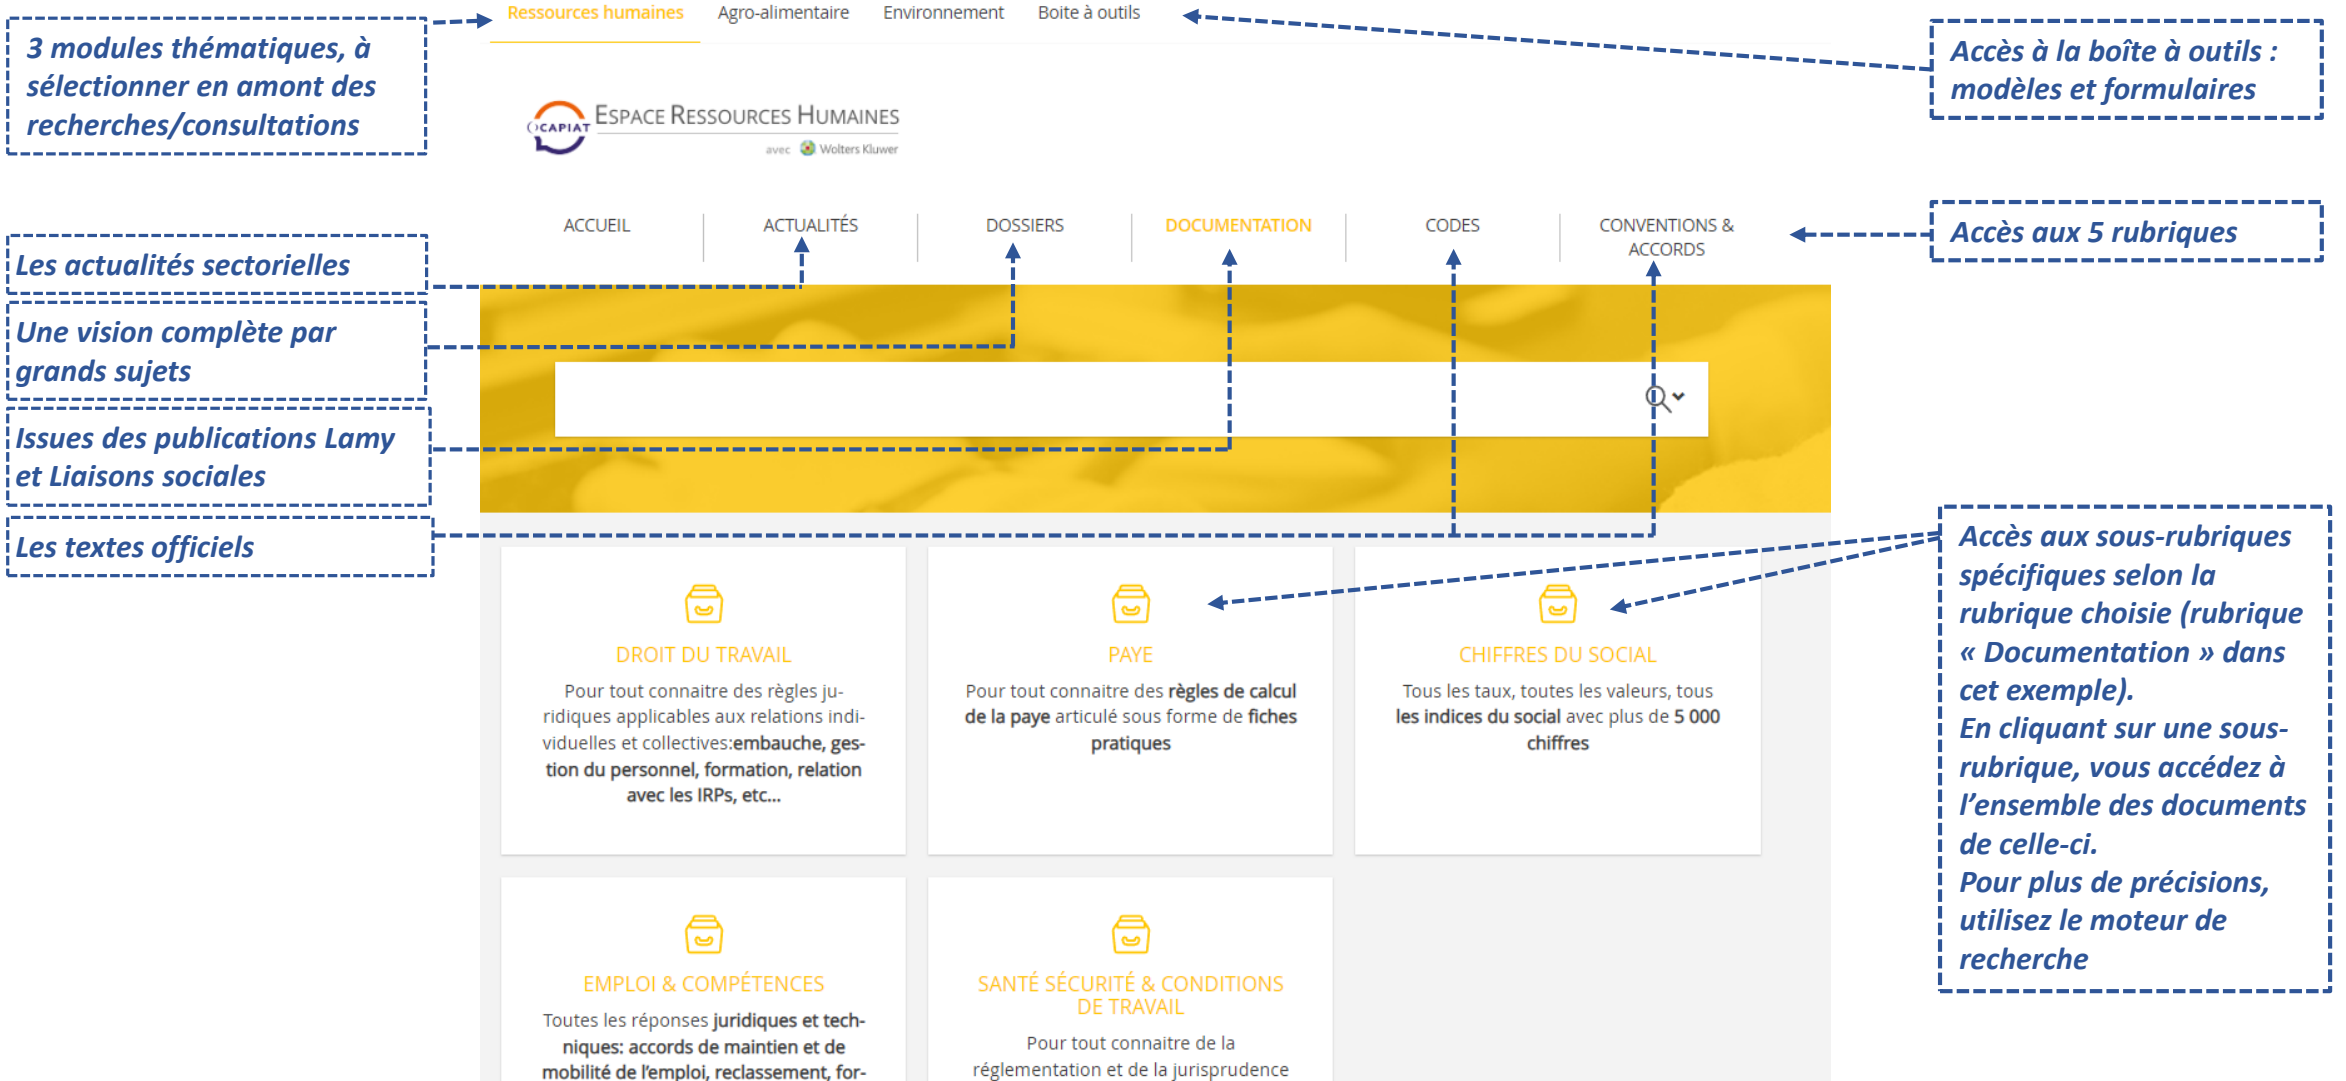 Ressources humaines Agro-alimentaire Environnement Boite à outils
3 modules thématiques, à
sélectionner en amont des
recherches/consultations
Accès à la boîte à outils :
modèles et formulaires
OCAPIAT
ESPACE RESSOURCES HUMAINES
avec Wolters Kluwer
ACCUEIL ACTUALITÉS DOSSIERS DOCUMENTATION CODES CONVENTIONS &
ACCORDS
Accès aux 5 rubriques
Les actualités sectorielles
Une vision complète par
grands sujets
Issues des publications Lamy
et Liaisons sociales
Les textes officiels
DROIT DU TRAVAIL
Pour tout connaitre des règles ju-
ridiques applicables aux relations indi-
viduelles et collectives:embauche, ges-
tion du personnel, formation, relation
avec les IRPs, etc...
PAYE
Pour tout connaitre des règles de calcul
de la paye articulé sous forme de fiches
pratiques
CHIFFRES DU SOCIAL
Tous les taux, toutes les valeurs, tous
les indices du social avec plus de 5 000
chiffres
Accès aux sous-rubriques
spécifiques selon la
rubrique choisie (rubrique
« Documentation » dans
cet exemple).
En cliquant sur une sous-
rubrique, vous accédez à
l’ensemble des documents
de celle-ci.
Pour plus de précisions,
utilisez le moteur de
recherche
EMPLOI & COMPÉTENCES
Toutes les réponses juridiques et tech-
niques: accords de maintien et de
mobilité de l'emploi, reclassement, for-
SANTÉ SÉCURITÉ & CONDITIONS
DE TRAVAIL
Pour tout connaitre de la
réglementation et de la jurisprudence